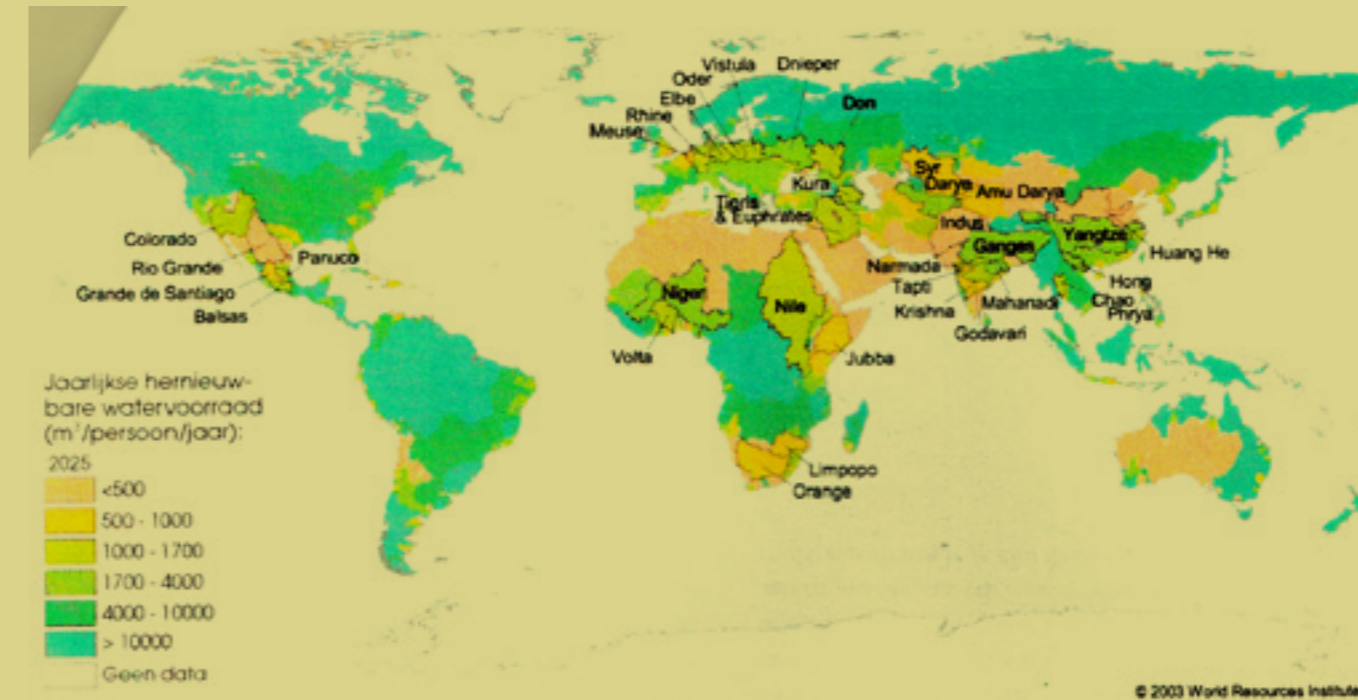 Vistula
Dnieper
Oder
Elbe
Don
Rhine
Meuse
Syr
Kura
Darya
Amu Darya
Tigris
& Euphrates
Indus
Yangtze
Colorado
Ganges
Huang He
Panuco
Rio Grande
Narmada
Hong
Tapti
Grande de Santiago
Niger
Nile
Mahanadi
Chao
Phrya
Balsas
Krishna
Godavari
Volta
Jubba
Limpopo
Orange
Jaarlijkse hernieuw-
bare watervoorraad
(m³/persoon/jaar):
2025
<500
500 - 1000
1000 - 1700
1700 - 4000
4000 - 10000
> 10000
Geen data
© 2003 World Resources Institute